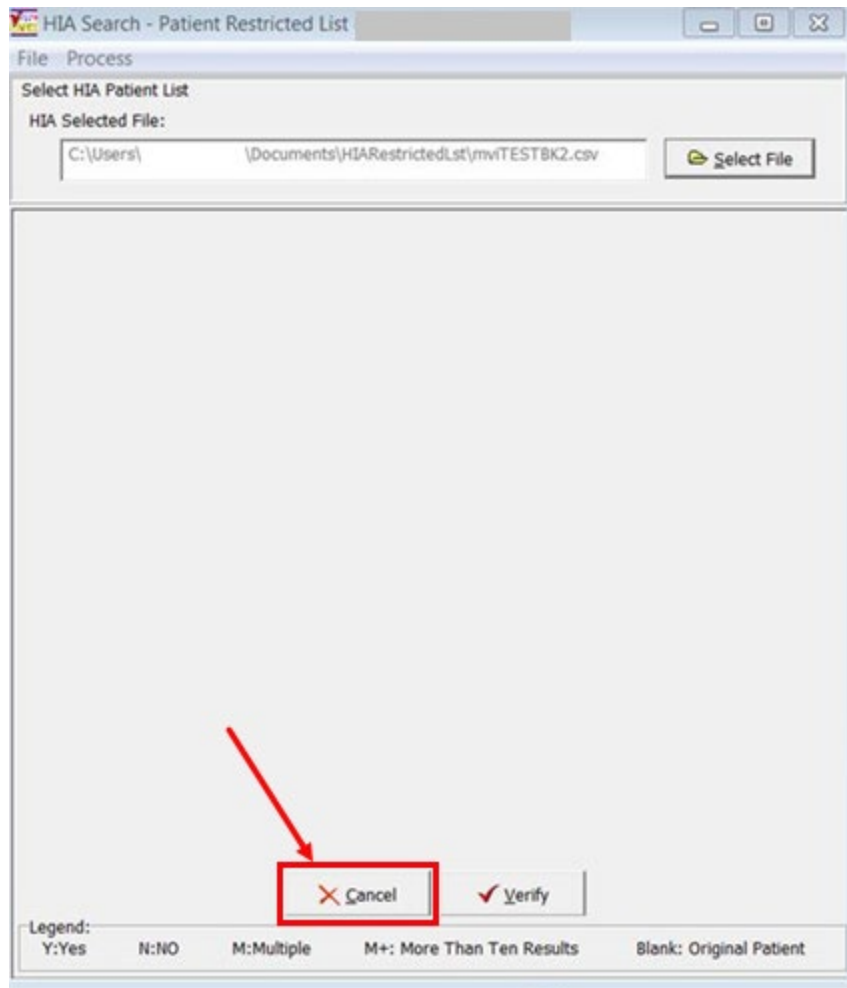 HIA Search - Patient Restricted List
File Process
Select HIA Patient List
HIA Selected File:
C:\Users\ \Documents\HIARestrictedLst\mviTESTBK2.csv
Select File
Cancel Verify
Legend:
Y:Yes N:NO M:Multiple M+: More Than Ten Results Blank: Original Patient